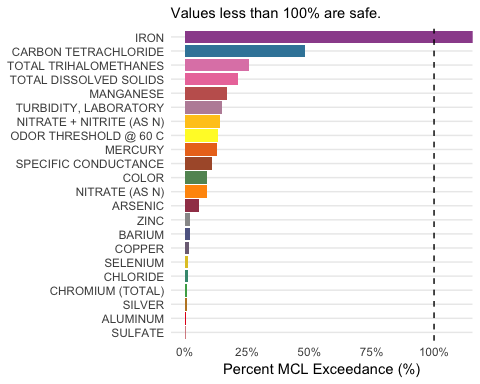 Values less than 100% are safe.
IRON
CARBON TETRACHLORIDE
TOTAL TRIHALOMETHANES
TOTAL DISSOLVED SOLIDS
MANGANESE
TURBIDITY, LABORATORY
NITRATE + NITRITE (AS N)
ODOR THRESHOLD @ 60 C
MERCURY
SPECIFIC CONDUCTANCE
COLOR
NITRATE (AS N)
ARSENIC
ZINC
BARIUM
COPPER
SELENIUM
CHLORIDE
CHROMIUM (TOTAL)
SILVER
ALUMINUM
SULFATE
0% 25% 50% 75% 100%
Percent MCL Exceedance (%)